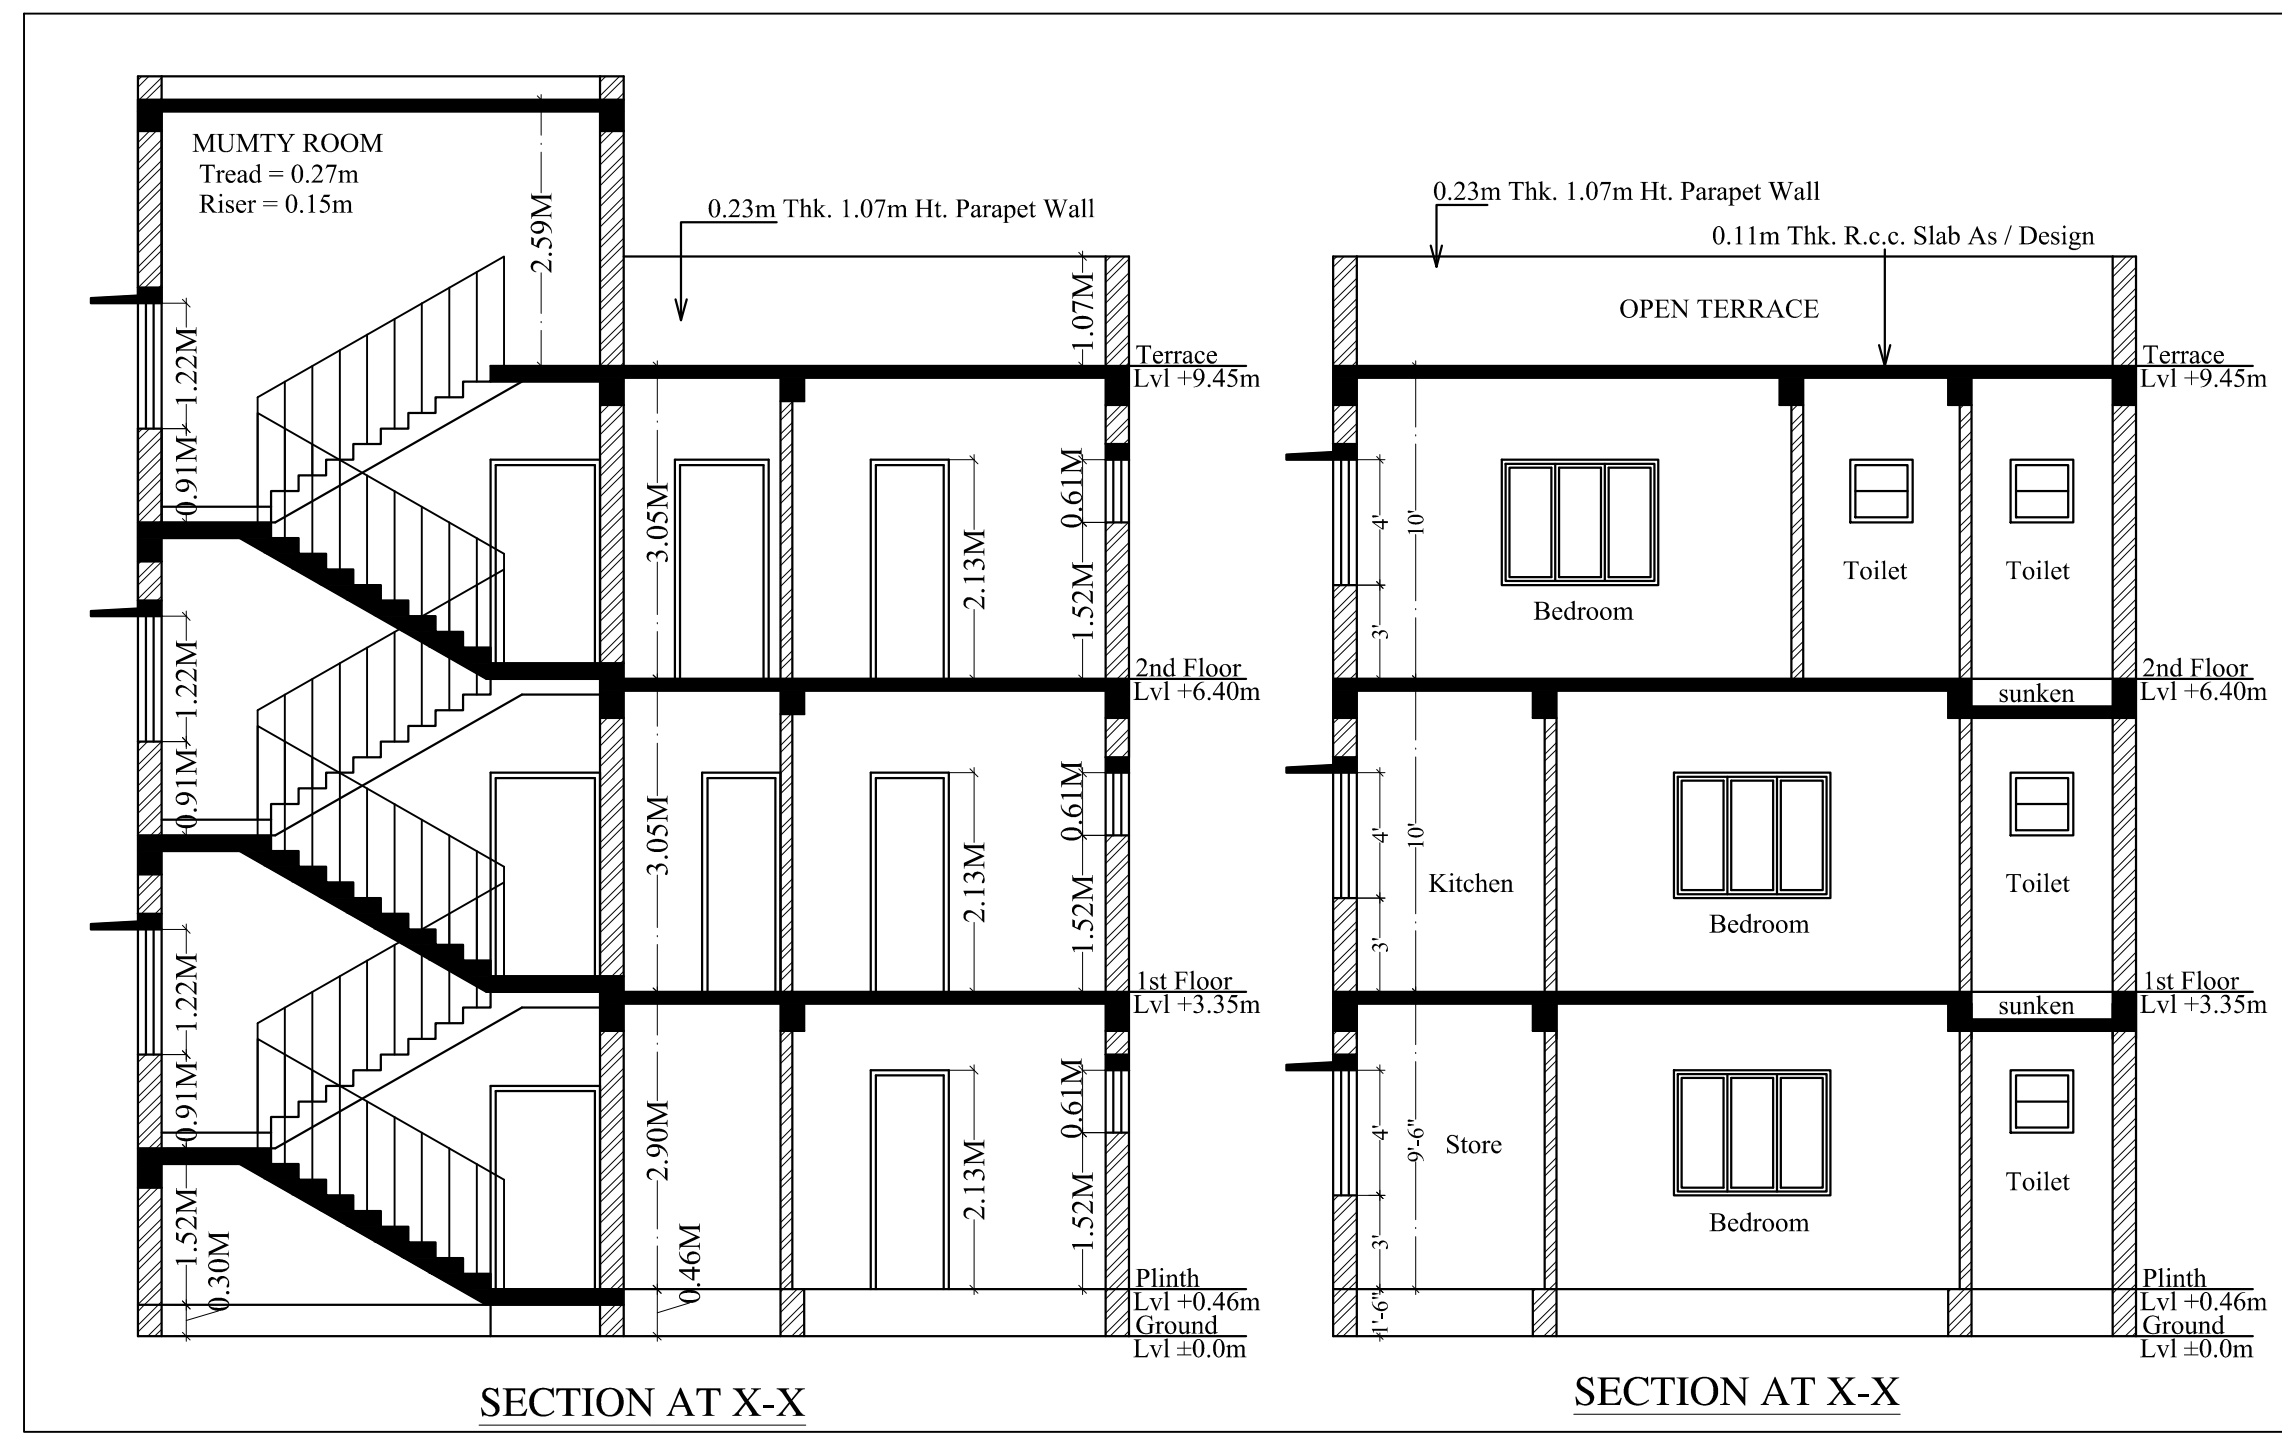 MUMTY ROOM
Tread = 0.27m
Riser = 0.15m
2.59M
0.23m Thk. 1.07m Ht. Parapet Wall
1.07M
Terrace
Lvl +9.45m
1.22M
0.91M
3.05M
2.13M
0.61M
1.52M
2nd Floor
Lvl +6.40m
1.22M
0.91M
3.05M
2.13M
0.61M
1.52M
1st Floor
Lvl +3.35m
1.22M
0.91M
1.52M
0.30M
2.90M
0.46M
2.13M
0.61M
1.52M
Plinth
Lvl +0.46m
Ground
Lvl ±0.0m
SECTION AT X-X
0.23m Thk. 1.07m Ht. Parapet Wall
0.11m Thk. R.c.c. Slab As / Design
OPEN TERRACE
Terrace
Lvl +9.45m
4'
10'
3'
Bedroom
Toilet
Toilet
2nd Floor
Lvl +6.40m
sunken
4'
10'
3'
Kitchen
Bedroom
Toilet
1st Floor
Lvl +3.35m
sunken
4'
9'-6"
3'
Store
Bedroom
Toilet
1'-6"
Plinth
Lvl +0.46m
Ground
Lvl ±0.0m
SECTION AT X-X